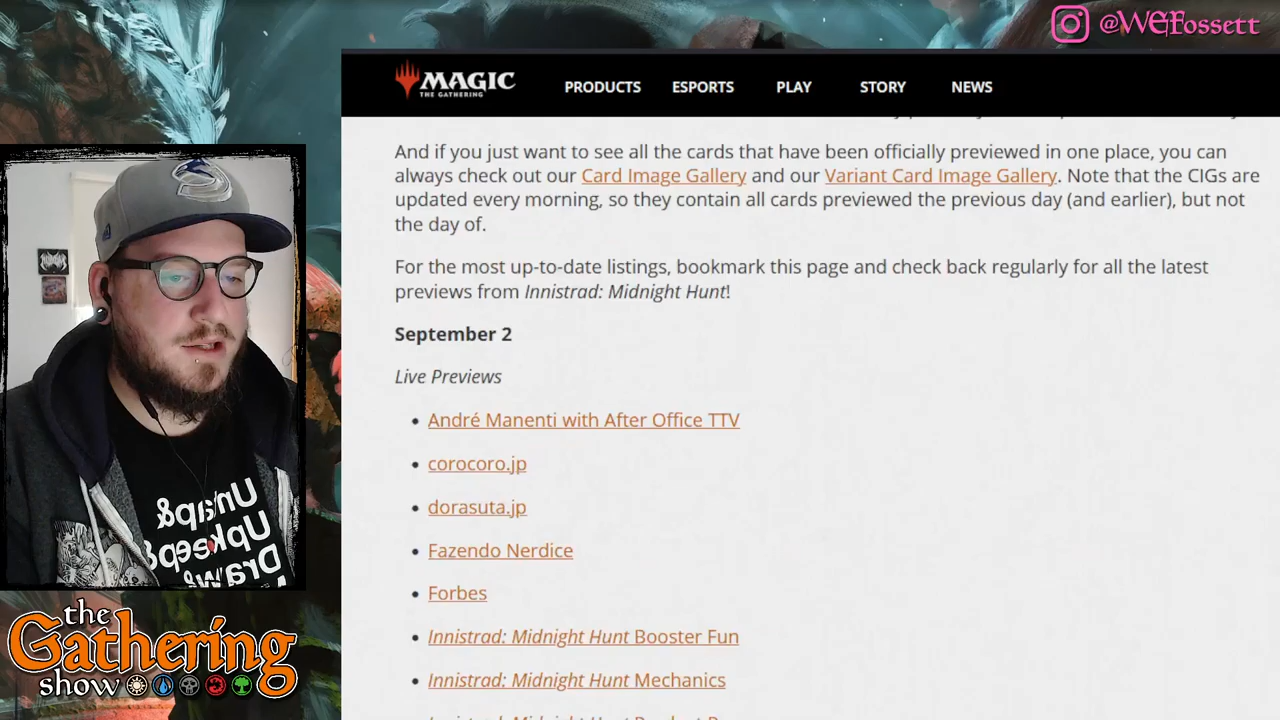 @WEFossett
MAGIC
THE GATHERING
PRODUCTS ESPORTS PLAY STORY NEWS
And if you just want to see all the cards that have been officially previewed in one place, you can
always check out our Card Image Gallery and our Variant Card Image Gallery. Note that the CIGs are
updated every morning, so they contain all cards previewed the previous day (and earlier), but not
the day of.
For the most up-to-date listings, bookmark this page and check back regularly for all the latest
previews from Innistrad: Midnight Hunt!
September 2
Live Previews
• André Manenti with After Office TTV
• corocoro.jp
• dorasuta.jp
• Fazendo Nerdice
• Forbes
• Innistrad: Midnight Hunt Booster Fun
• Innistrad: Midnight Hunt Mechanics
Untap&
Upkeep&
Draw&
the
Gathering
show